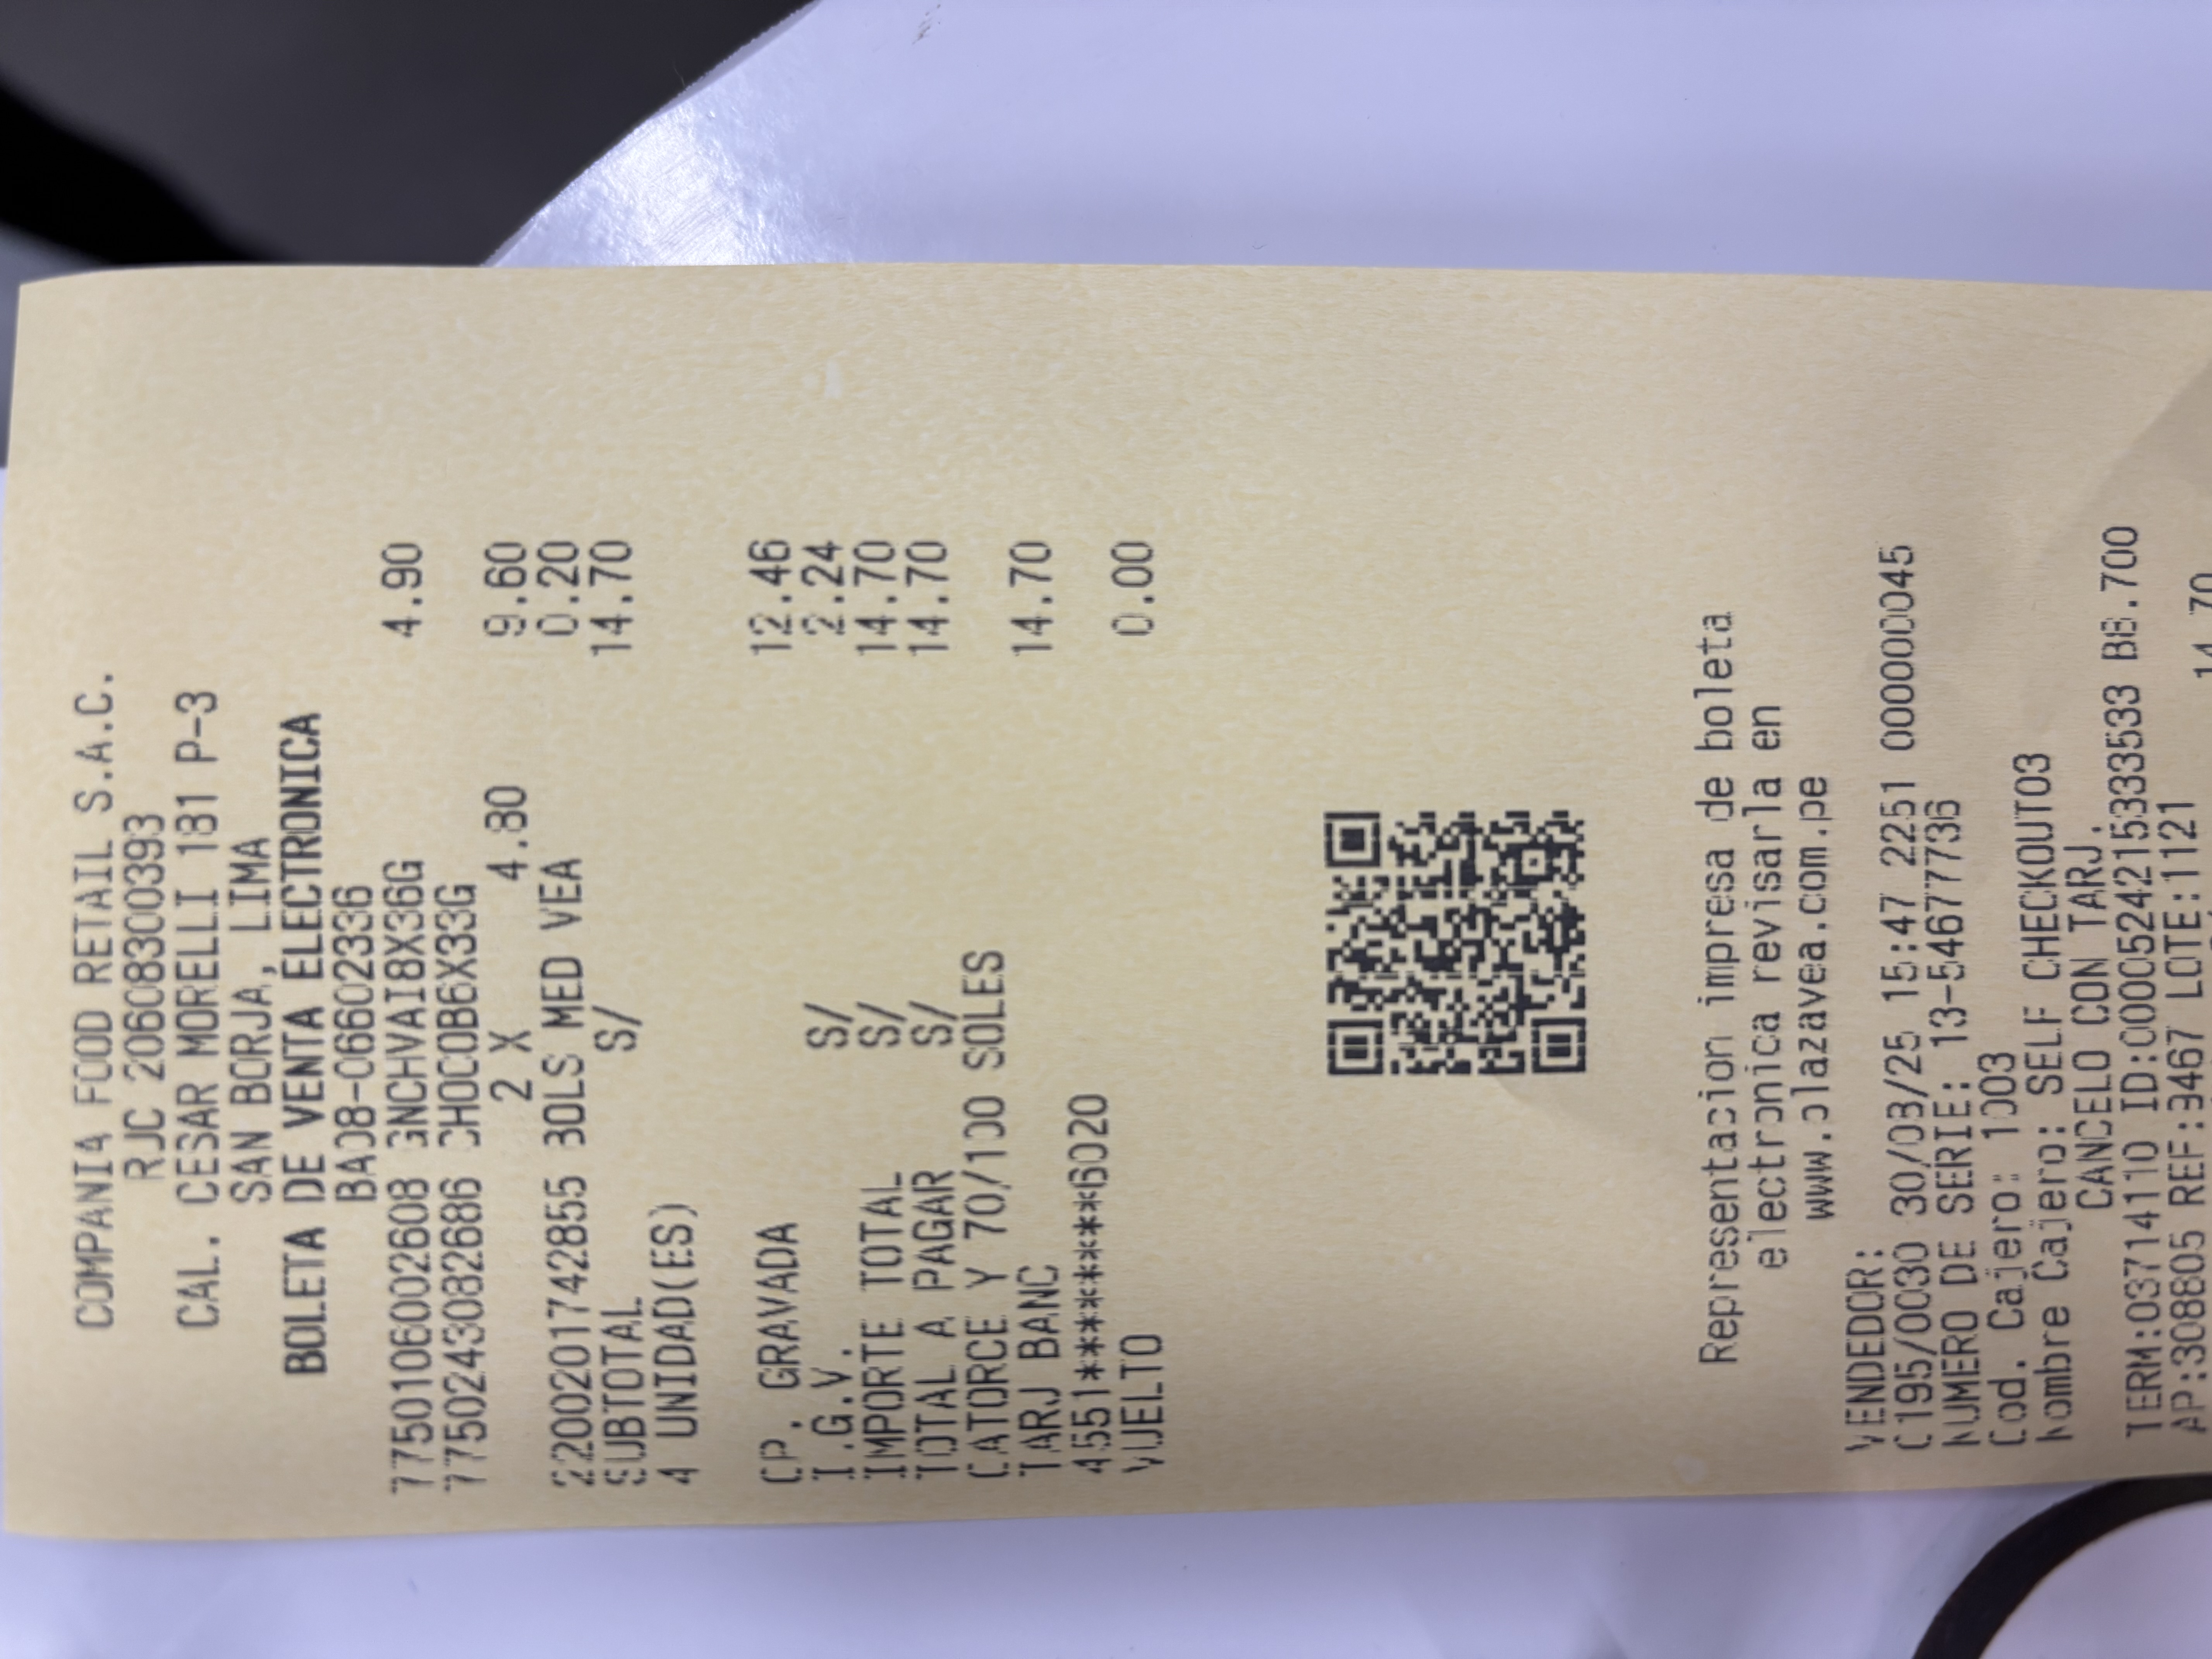 COMPANIA FOOD RETAIL S.A.C.
RUC 20608300393
CAL. CESAR MORELLI 181 P-3
SAN BORJA, LIMA
BOLETA DE VENTA ELECTRONICA
BA08-06602336
7750106002608 GNCHVAI8X36G 4.90
7750243082686 CHOCOB6X33G
2 X 4.80 9.60
2200201742855 BOLS MED VEA 0.20
SUBTOTAL S/ 14.70
4 UNIDAD(ES)
OP. GRAVADA 12.46
I.G.V. S/ 2.24
IMPORTE TOTAL S/ 14.70
TOTAL A PAGAR S/ 14.70
CATORCE Y 70/100 SOLES
TARJ BANC 14.70
4551********6020
VUELTO 0.00
Representacion impresa de boleta
electronica revisarla en
www.plazavea.com.pe
VENDEDOR:
0195/0030 30/08/25 15:47 2251 000000045
NUMERO DE SERIE: 13-54677736
Cod. Cajero: 1003
Nombre Cajero: SELF CHECKOUT03
CANCELO CON TARJ.
TERM:03714110 ID:0000524215333533 B8.700
AP:308805 REF:3467 LOTE:1121
14.70